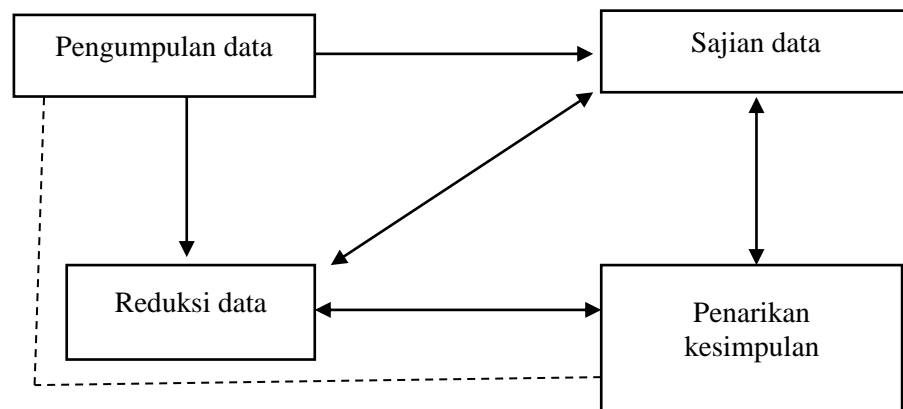 Pengumpulan data
Sajian data
Reduksi data
Penarikan
kesimpulan